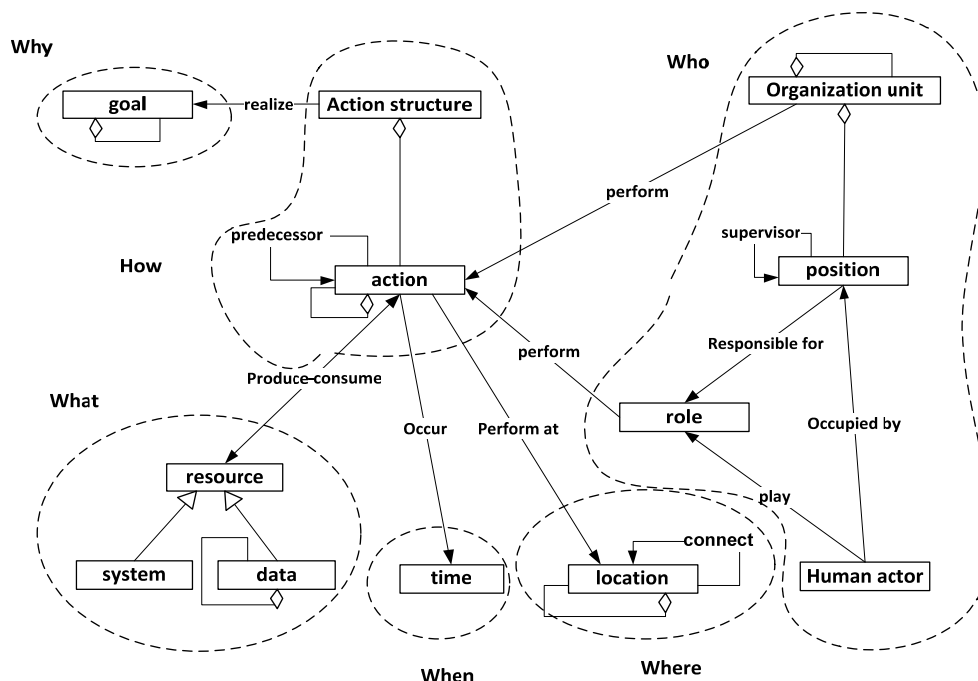 Why
Who
goal
realize
Action structure
Organization unit
perform
predecessor
supervisor
How
action
position
Responsible for
perform
Produce-consume
What
role
Occur
Perform at
Occupied by
resource
play
connect
system
data
time
location
Human actor
When
Where